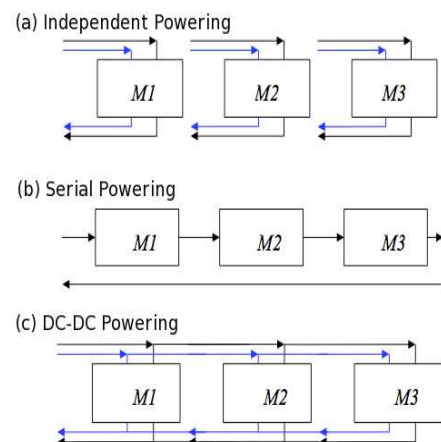 (a) Independent Powering
M1 M2 M3
(b) Serial Powering
M1 M2 M3
(c) DC-DC Powering
M1 M2 M3